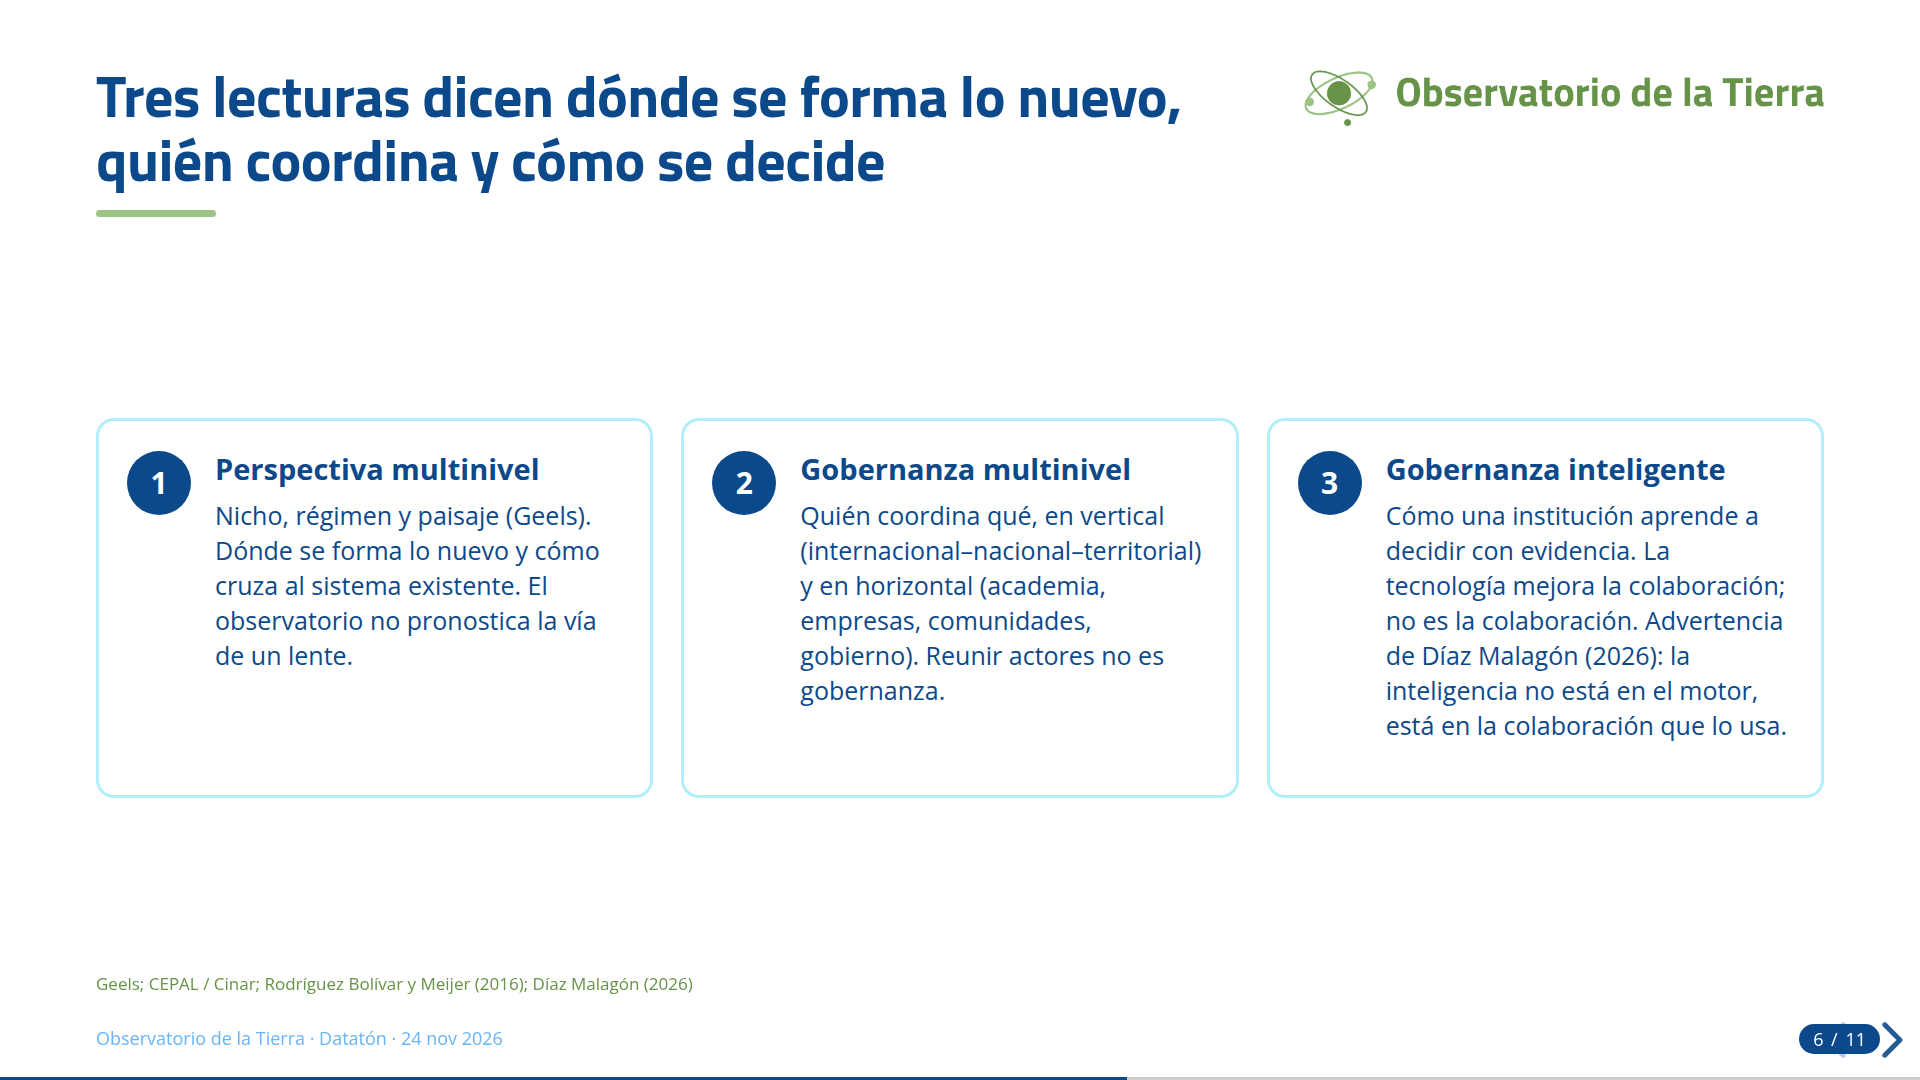 Tres lecturas dicen dónde se forma lo nuevo,
quién coordina y cómo se decide
Observatorio de la Tierra
1
Perspectiva multinivel
Nicho, régimen y paisaje (Geels).
Dónde se forma lo nuevo y cómo
cruza al sistema existente. El
observatorio no pronostica la vía
de un lente.
2
Gobernanza multinivel
Quién coordina qué, en vertical
(internacional–nacional–territorial)
y en horizontal (academia,
empresas, comunidades,
gobierno). Reunir actores no es
gobernanza.
3
Gobernanza inteligente
Cómo una institución aprende a
decidir con evidencia. La
tecnología mejora la colaboración;
no es la colaboración. Advertencia
de Díaz Malagón (2026): la
inteligencia no está en el motor,
está en la colaboración que lo usa.
Geels; CEPAL / Cinar; Rodríguez Bolívar y Meijer (2016); Díaz Malagón (2026)
Observatorio de la Tierra · Datatón · 24 nov 2026
6 / 11